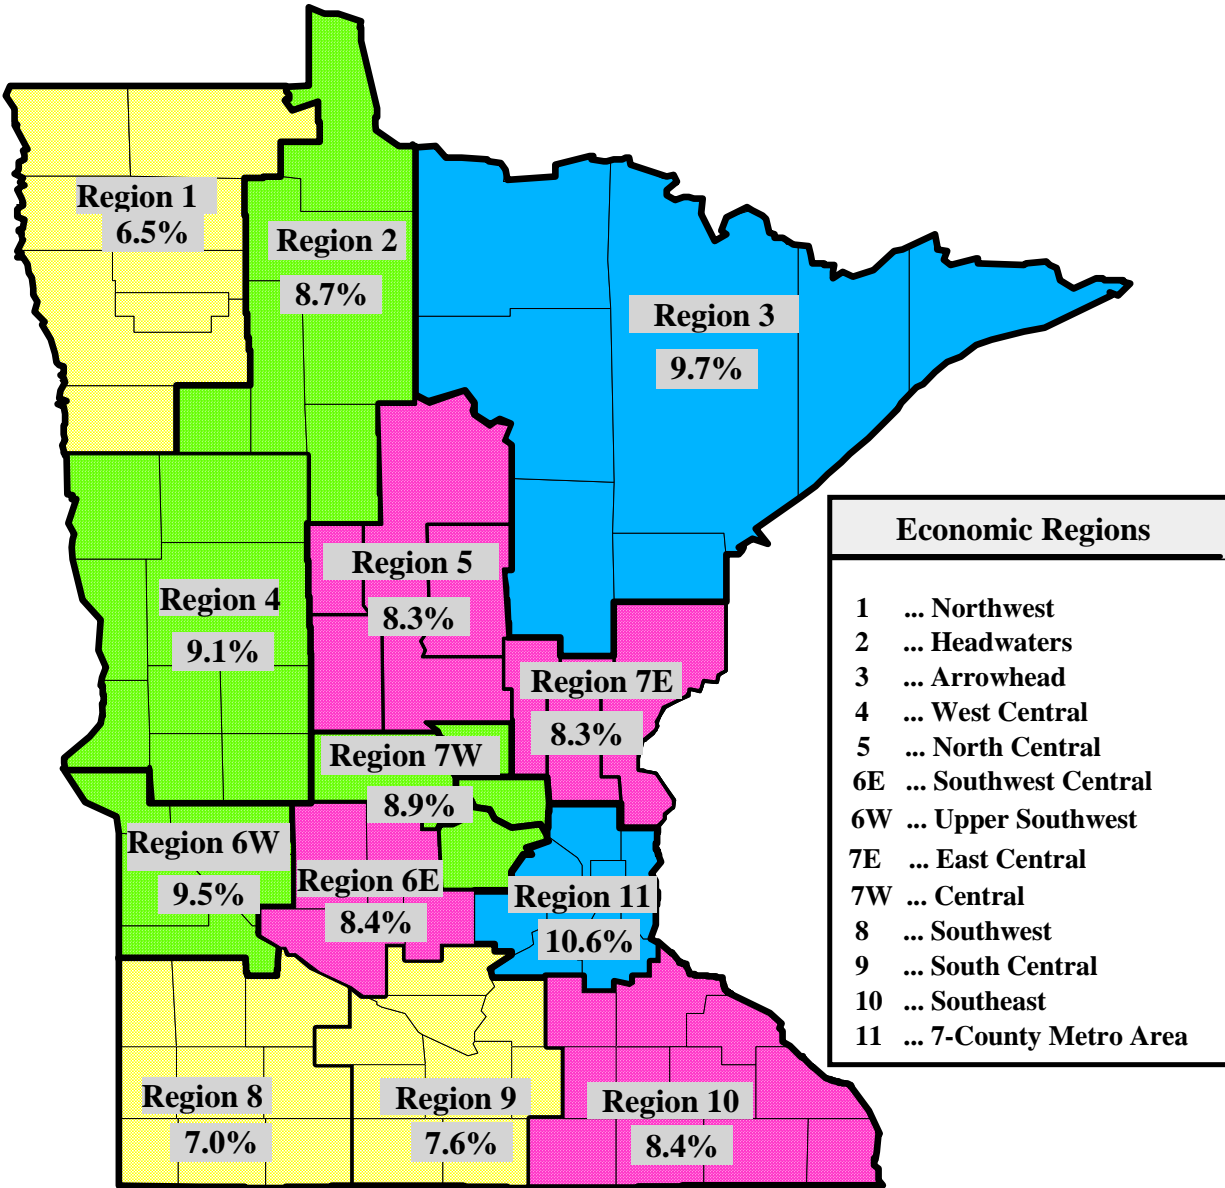 Region 1
6.5%
Region 2
8.7%
Region 3
9.7%
Region 5
8.3%
Region 4
9.1%
Region 7E
8.3%
Region 7W
8.9%
Region 6W
9.5%
Region 6E
8.4%
Region 11
10.6%
Region 8
7.0%
Region 9
7.6%
Region 10
8.4%
Economic Regions
1 ... Northwest
2 ... Headwaters
3 ... Arrowhead
4 ... West Central
5 ... North Central
6E ... Southwest Central
6W ... Upper Southwest
7E ... East Central
7W ... Central
8 ... Southwest
9 ... South Central
10 ... Southeast
11 ... 7-County Metro Area